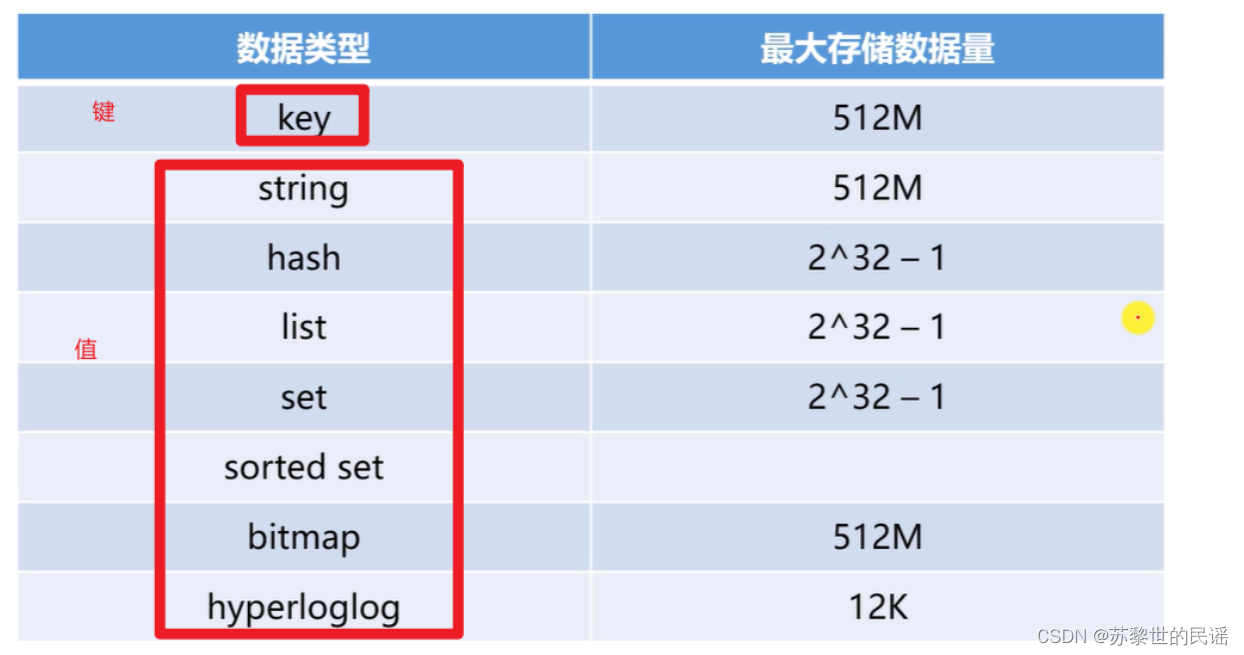 数据类型 最大存储数据量
键 key 512M
string 512M
hash 2^32 – 1
list 2^32 – 1
值
set 2^32 – 1
sorted set
bitmap 512M
hyperloglog 12K
CSDN @苏黎世的民谣